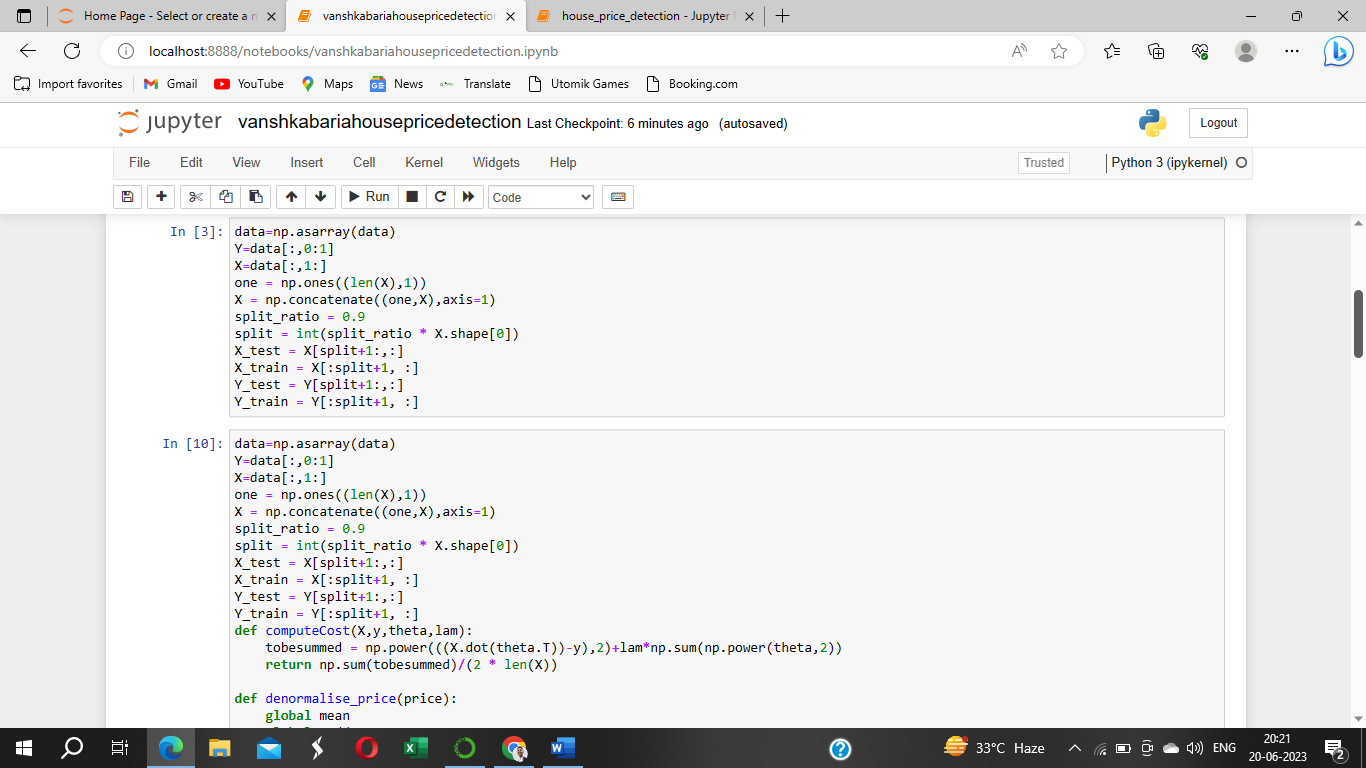 Home Page - Select or create a n
vanshkabariahousepricedetection
house_price_detection - Jupyter
localhost:8888/notebooks/vanshkabariahousepricedetection.ipynb
Import favorites
Gmail
YouTube
Maps
News
Translate
Utomik Games
Booking.com
jupyter
vanshkabariahousepricedetection Last Checkpoint: 6 minutes ago (autosaved)
Logout
File Edit View Insert Cell Kernel Widgets Help
Trusted
Python 3 (ipykernel)
Run
Code
In [3]: data=np.asarray(data)
Y=data[:,0:1]
X=data[:,1:]
one = np.ones((len(X),1))
X = np.concatenate((one,X),axis=1)
split_ratio = 0.9
split = int(split_ratio * X.shape[0])
X_test = X[split+1:,:]
X_train = X[:split+1, :]
Y_test = Y[split+1:,:]
Y_train = Y[:split+1, :]
In [10]: data=np.asarray(data)
Y=data[:,0:1]
X=data[:,1:]
one = np.ones((len(X),1))
X = np.concatenate((one,X),axis=1)
split_ratio = 0.9
split = int(split_ratio * X.shape[0])
X_test = X[split+1:,:]
X_train = X[:split+1, :]
Y_test = Y[split+1:,:]
Y_train = Y[:split+1, :]
def computeCost(X,y,theta,lam):
    tobesummed = np.power(((X.dot(theta.T))-y),2)+lam*np.sum(np.power(theta,2))
    return np.sum(tobesummed)/(2 * len(X))
def denormalise_price(price):
    global mean
33°C Haze
ENG
20:21
20-06-2023
2